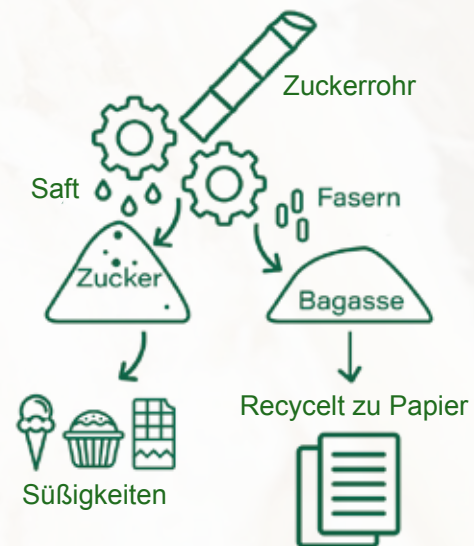 Zuckerrohr
Saft
Fasern
Zucker
Bagasse
Recycelt zu Papier
Süßigkeiten